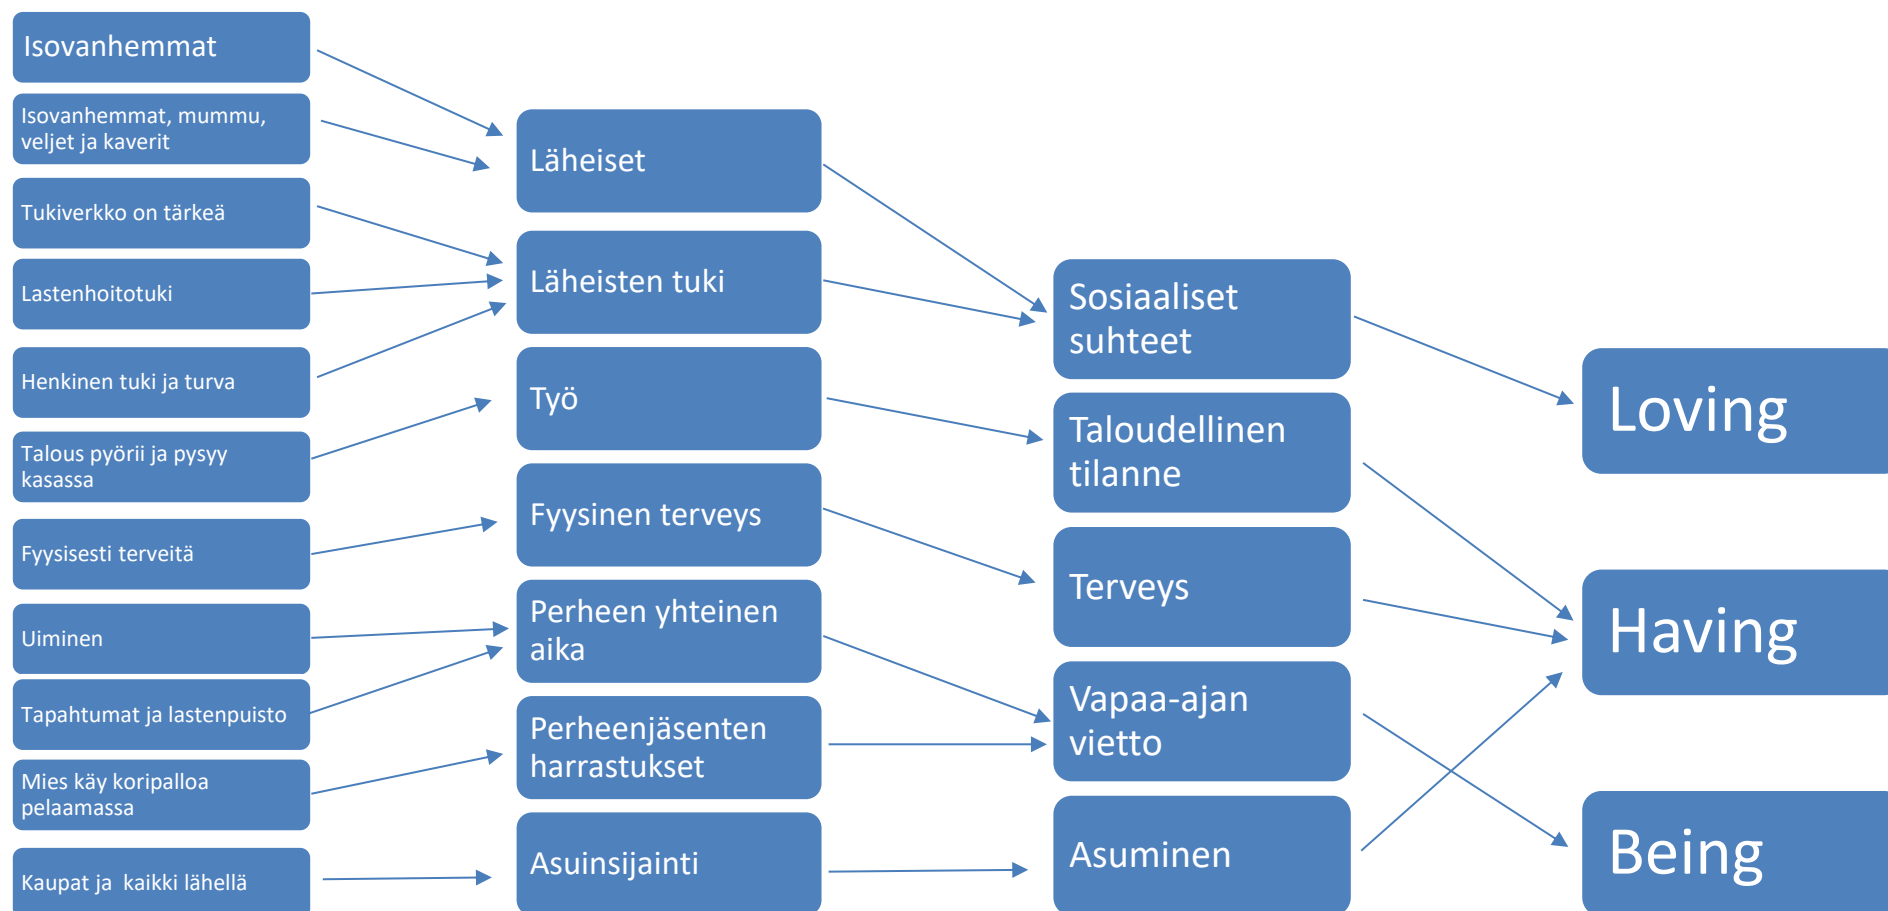 Isovanhemmat
Isovanhemmat, mummu,
veljet ja kaverit
Tukiverkko on tärkeä
Lastenhoitotuki
Henkinen tuki ja turva
Talous pyörii ja pysyy
kasassa
Fyysisesti terveitä
Uiminen
Tapahtumat ja lastenpuisto
Mies käy koripalloa
pelaamassa
Kaupat ja kaikki lähellä
Läheiset
Läheisten tuki
Työ
Fyysinen terveys
Perheen yhteinen
aika
Perheenjäsenten
harrastukset
Asuinsijainti
Sosiaaliset
suhteet
Taloudellinen
tilanne
Terveys
Vapaa-ajan
vietto
Asuminen
Loving
Having
Being